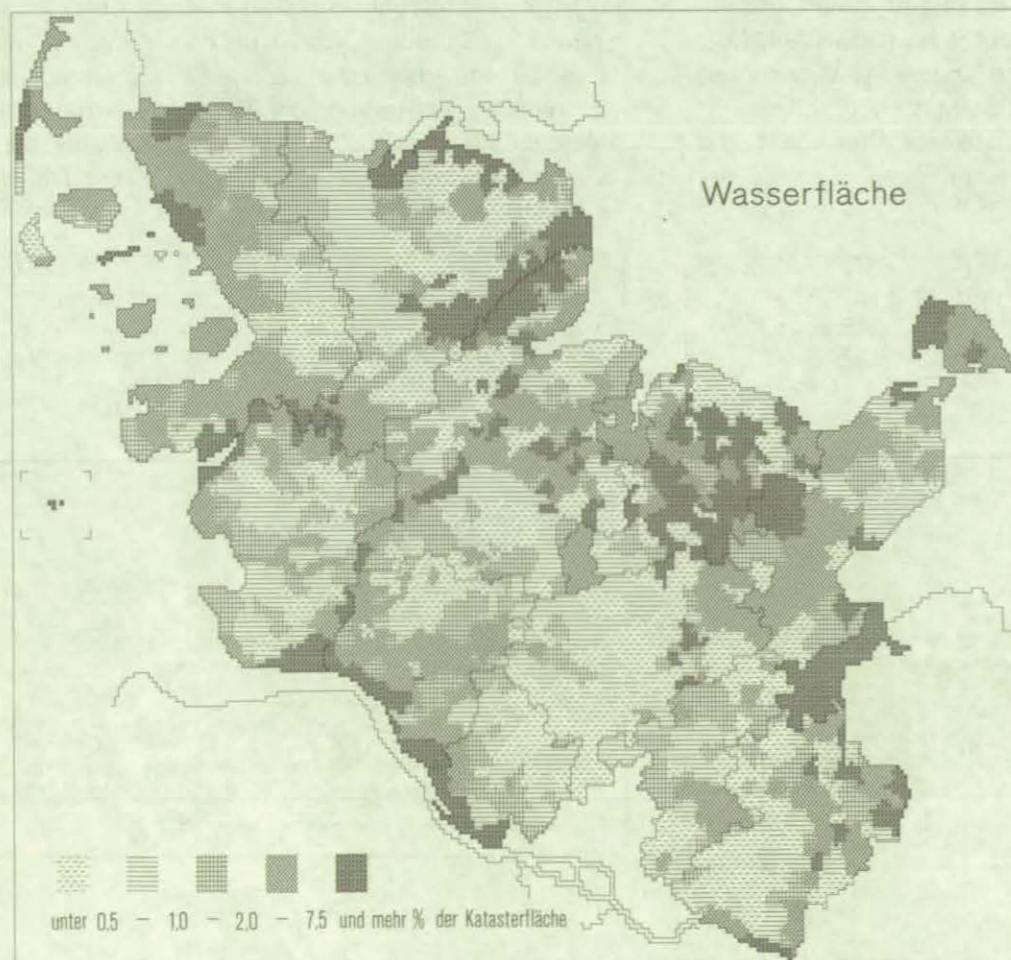 Wasserfläche
unter 0.5 — 1.0 — 2.0 — 7.5 und mehr % der Katasterfläche